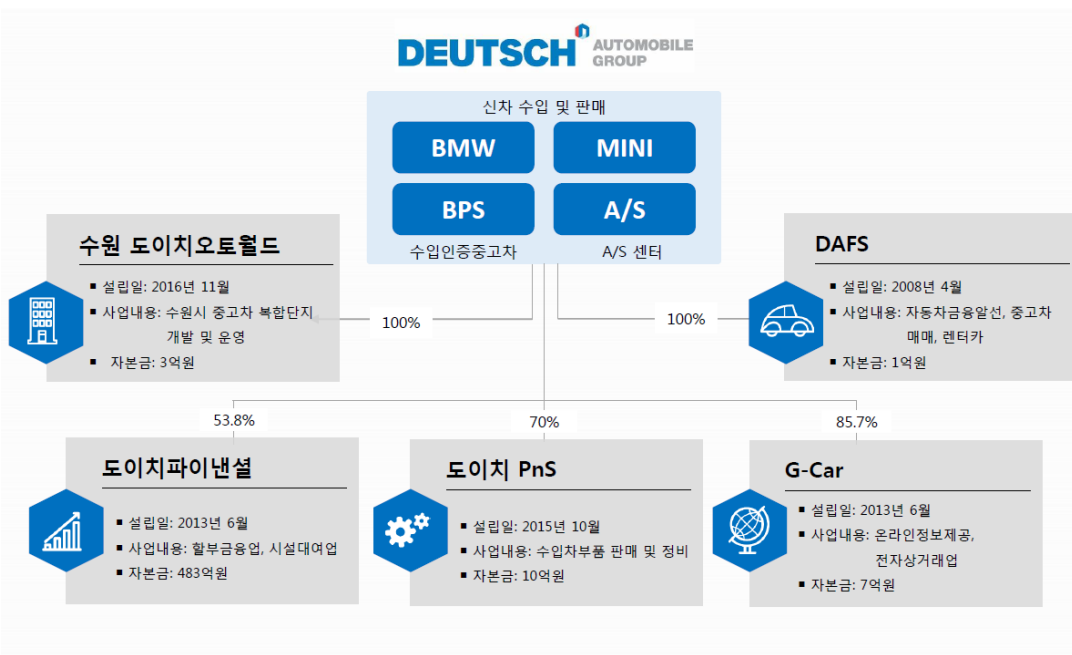 DEUTSCH AUTOMOBILE
GROUP
신차 수입 및 판매
BMW
MINI
BPS
A/S
수입인증중고차
A/S 센터
수원 도이치오토월드
▪ 설립일: 2016년 11월
▪ 사업내용: 수원시 중고차 복합단지
개발 및 운영
▪ 자본금: 3억원
100%
100%
DAFS
▪ 설립일: 2008년 4월
▪ 사업내용: 자동차금융알선, 중고차
매매, 렌터카
▪ 자본금: 1억원
53.8%
70%
85.7%
도이치파이낸셜
▪ 설립일: 2013년 6월
▪ 사업내용: 할부금융업, 시설대여업
▪ 자본금: 483억원
도이치 PnS
▪ 설립일: 2015년 10월
▪ 사업내용: 수입차부품 판매 및 정비
▪ 자본금: 10억원
G-Car
▪ 설립일: 2013년 6월
▪ 사업내용: 온라인정보제공,
전자상거래업
▪ 자본금: 7억원